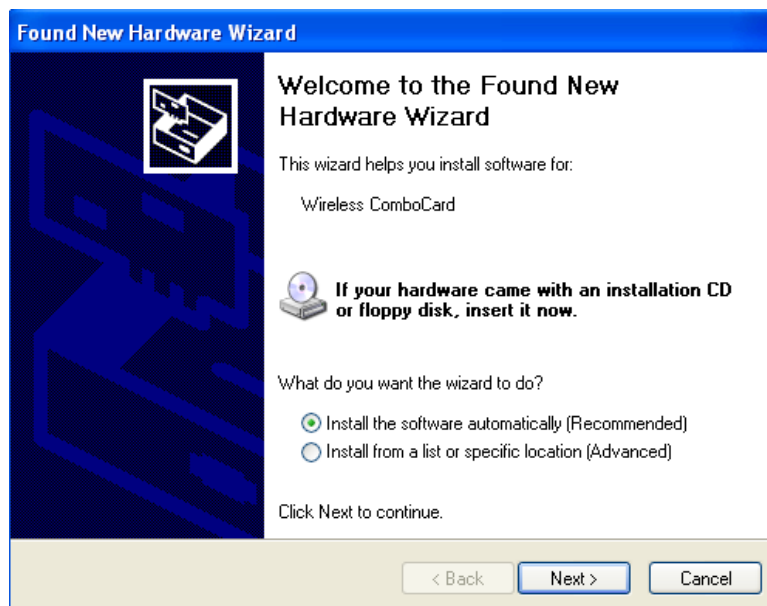 Found New Hardware Wizard
Welcome to the Found New
Hardware Wizard
This wizard helps you install software for:
Wireless ComboCard
If your hardware came with an installation CD
or floppy disk, insert it now.
What do you want the wizard to do?
Install the software automatically (Recommended)
Install from a list or specific location (Advanced)
Click Next to continue.
< Back Next > Cancel